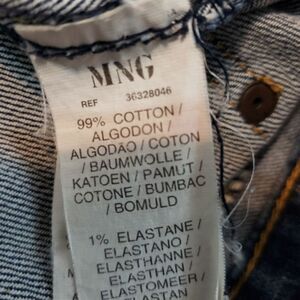 MNG
REF 36328046
99% COTTON /
ALGODON /
ALGODÃO / COTON
/ BAUMWOLLE /
KATOEN / PAMUT /
COTONE / BUMBAC
/ BOMULD
1% ELASTANE /
ELASTANO /
ELASTHANNE /
ELASTHAN /
ELASTOMEER /
ELASTAN